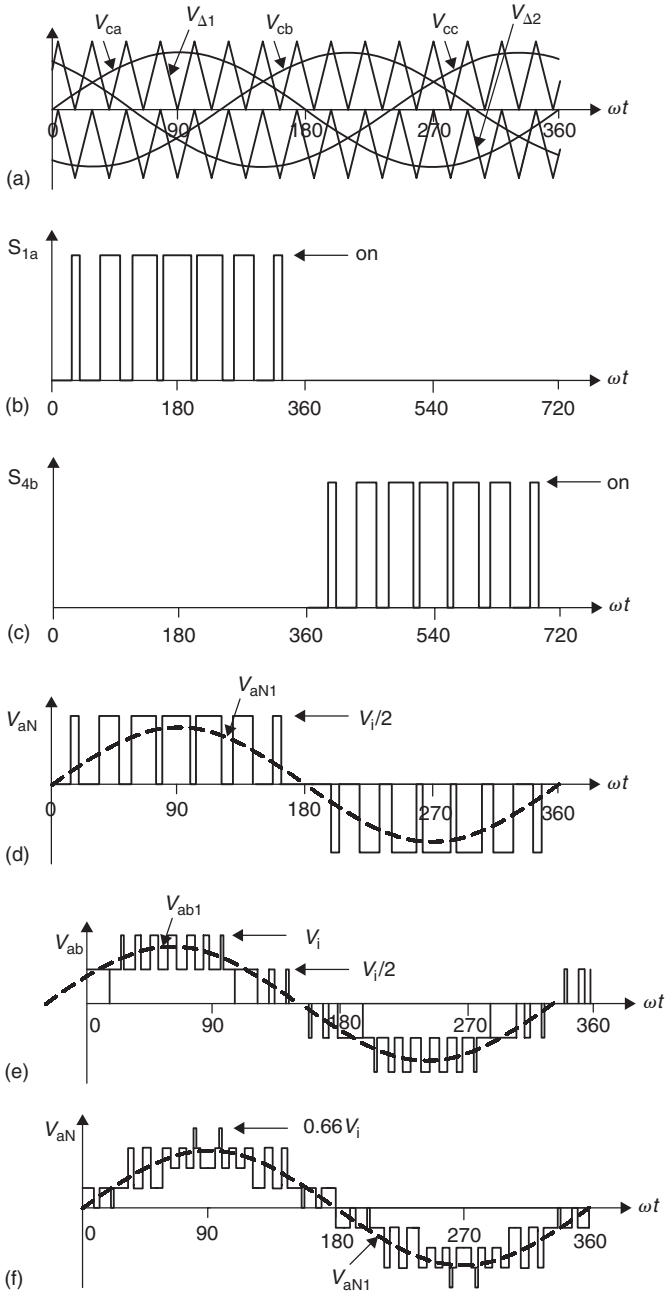 V_ca V_Δ1 V_cb V_cc V_Δ2
0 90 180 270 360 ωt
(a)
S_1a on
0 180 360 540 720 ωt
(b)
S_4b on
0 180 360 540 720 ωt
(c)
V_aN V_aN1 V_i/2
0 90 180 270 360 ωt
(d)
V_ab V_ab1 V_i
V_i/2
0 90 180 270 360 ωt
(e)
V_aN 0.66V_i
0 90 180 270 360 ωt
V_aN1
(f)